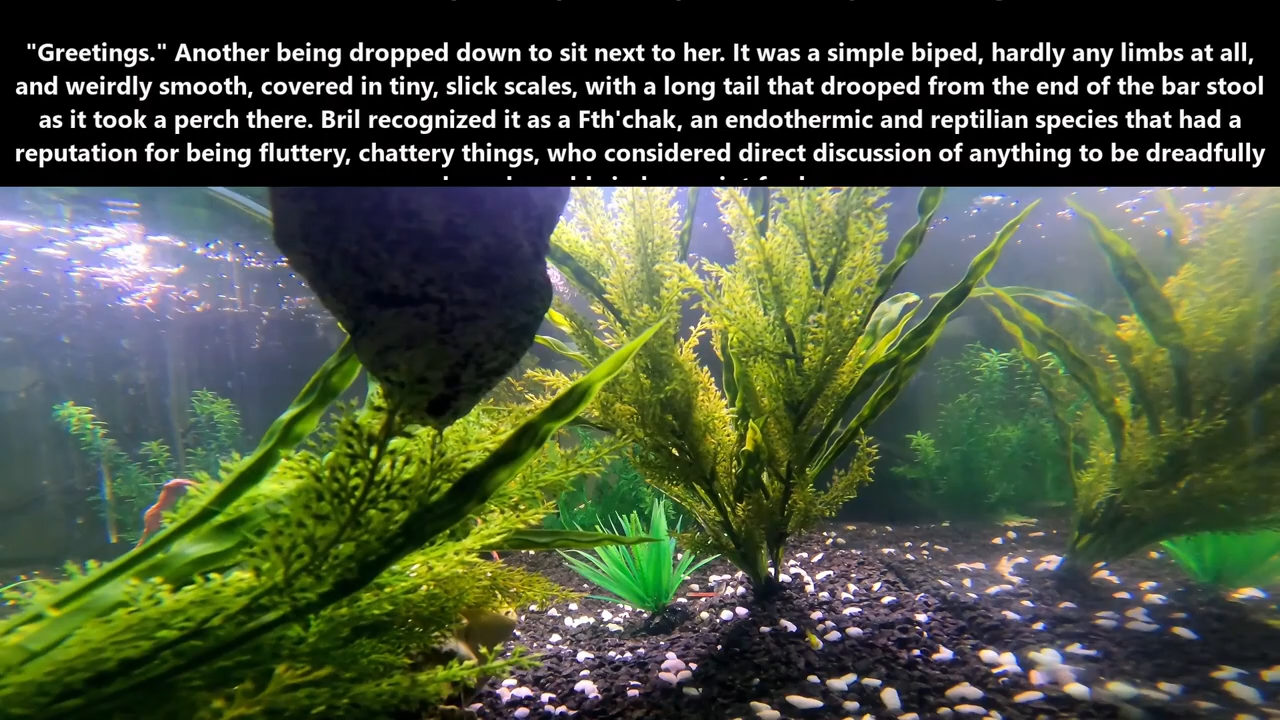 "Greetings." Another being dropped down to sit next to her. It was a simple biped, hardly any limbs at all,
and weirdly smooth, covered in tiny, slick scales, with a long tail that drooped from the end of the bar stool
as it took a perch there. Bril recognized it as a Fth'chak, an endothermic and reptilian species that had a
reputation for being fluttery, chattery things, who considered direct discussion of anything to be dreadfully